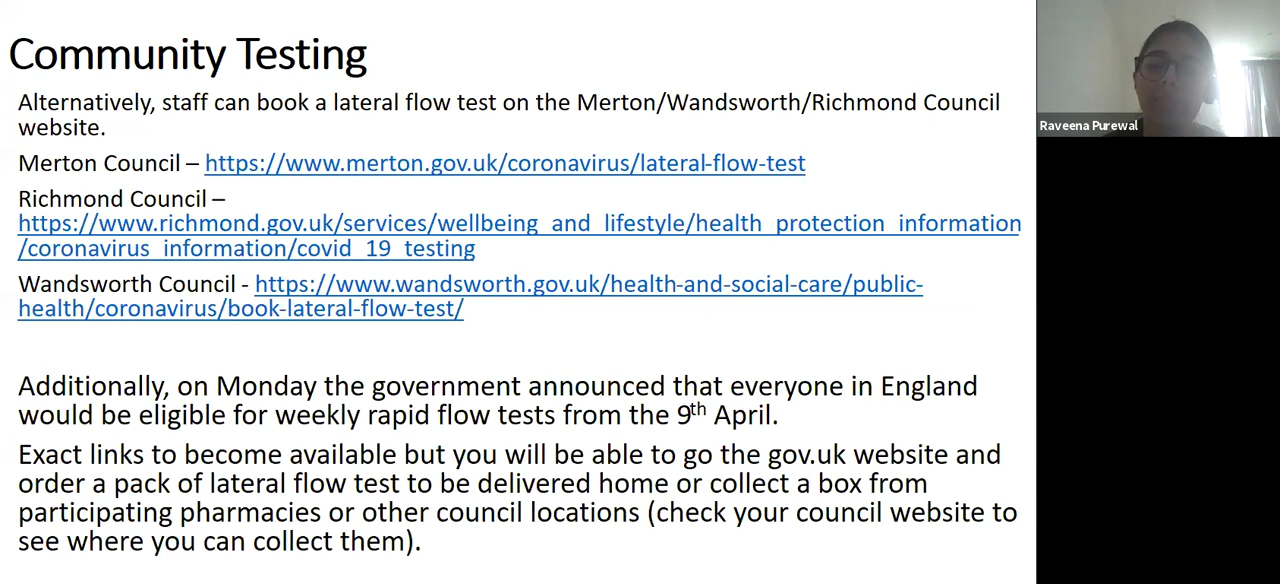 Community Testing
Alternatively, staff can book a lateral flow test on the Merton/Wandsworth/Richmond Council
website.
Merton Council – https://www.merton.gov.uk/coronavirus/lateral-flow-test
Richmond Council –
https://www.richmond.gov.uk/services/wellbeing_and_lifestyle/health_protection_information
/coronavirus_information/covid_19_testing
Wandsworth Council - https://www.wandsworth.gov.uk/health-and-social-care/public-
health/coronavirus/book-lateral-flow-test/
Additionally, on Monday the government announced that everyone in England
would be eligible for weekly rapid flow tests from the 9th April.
Exact links to become available but you will be able to go the gov.uk website and
order a pack of lateral flow test to be delivered home or collect a box from
participating pharmacies or other council locations (check your council website to
see where you can collect them).
Raveena Purewal